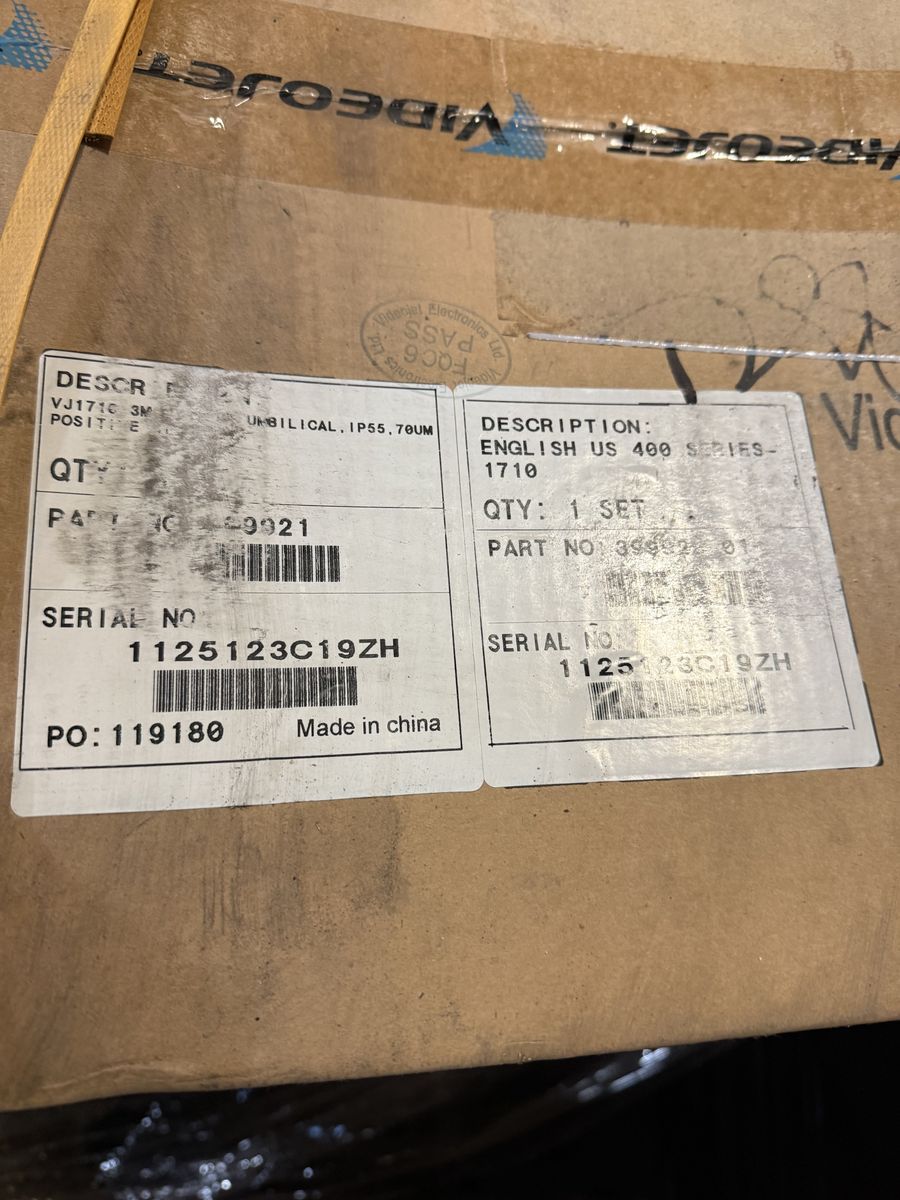 VIDEOJET
VIDEOJET
Videojet Electronics Ltd.
FQC6
PASS
DESCR
VJ1710 3M
UMBILICAL, IP55, 70UM
QTY
PART NO 9921
SERIAL NO
1125123C19ZH
PO: 119180 Made in china
DESCRIPTION:
ENGLISH US 400 SERIES-
1710
QTY: 1 SET
PART NO 01
SERIAL NO:
1125123C19ZH